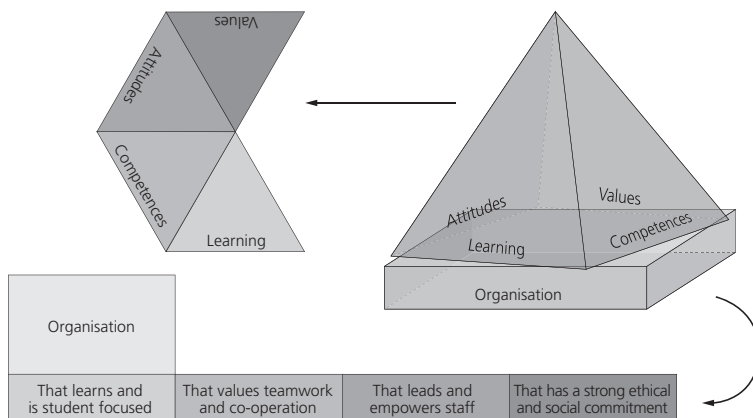 Values
Attitudes
Competences
Learning
Attitudes
Values
Learning
Competences
Organisation
Organisation
That learns and
is student focused
That values teamwork
and co-operation
That leads and
empowers staff
That has a strong ethical
and social commitment